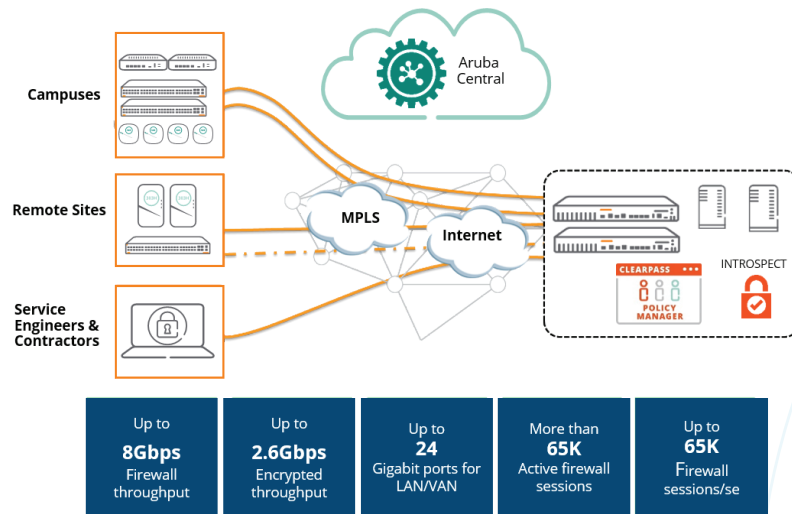 Aruba
Central
Campuses
Remote Sites
MPLS
Internet
INTROSPECT
CLEARPASS
POLICY
MANAGER
Service
Engineers &
Contractors
Up to
8Gbps
Firewall
throughput
Up to
2.6Gbps
Encrypted
throughput
Up to
24
Gigabit ports for
LAN/VAN
More than
65K
Active firewall
sessions
Up to
65K
Firewall
sessions/se